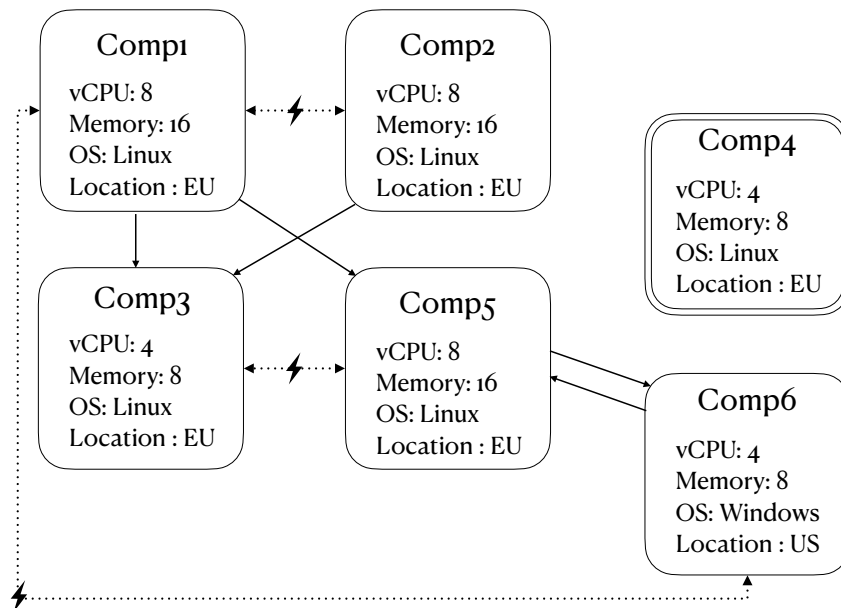 Comp1
vCPU: 8
Memory: 16
OS: Linux
Location : EU
Comp2
vCPU: 8
Memory: 16
OS: Linux
Location : EU
Comp4
vCPU: 4
Memory: 8
OS: Linux
Location : EU
Comp3
vCPU: 4
Memory: 8
OS: Linux
Location : EU
Comp5
vCPU: 8
Memory: 16
OS: Linux
Location : EU
Comp6
vCPU: 4
Memory: 8
OS: Windows
Location : US